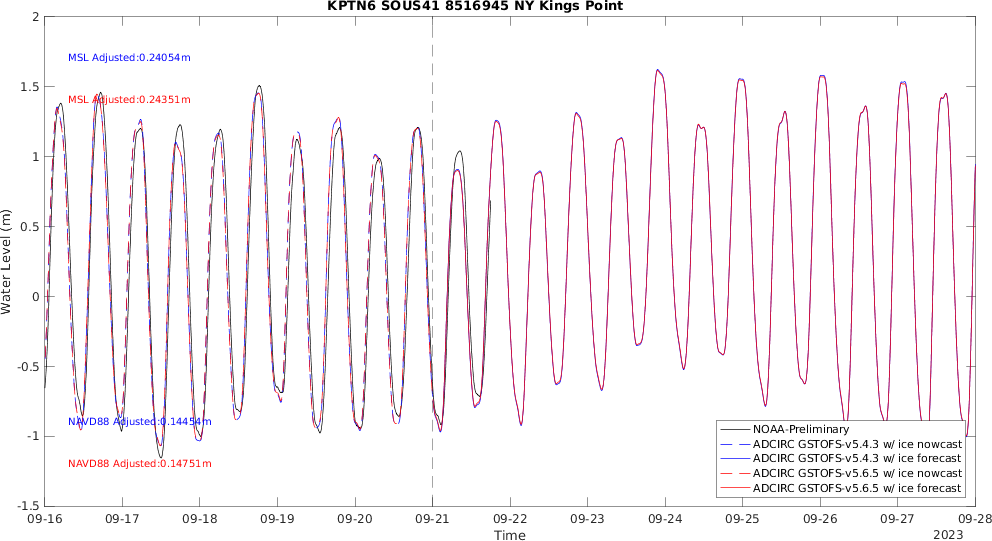 KPTN6 SOUS41 8516945 NY Kings Point
Water Level (m)
2
1.5
1
0.5
0
-0.5
-1
-1.5
MSL Adjusted:0.24054m
MSL Adjusted:0.24351m
NAVD88 Adjusted:0.14454m
NAVD88 Adjusted:0.14751m
NOAA-Preliminary
ADCIRC GSTOFS-v5.4.3 w/ ice nowcast
ADCIRC GSTOFS-v5.4.3 w/ ice forecast
ADCIRC GSTOFS-v5.6.5 w/ ice nowcast
ADCIRC GSTOFS-v5.6.5 w/ ice forecast
09-16 09-17 09-18 09-19 09-20 09-21 09-22 09-23 09-24 09-25 09-26 09-27 09-28
Time
2023